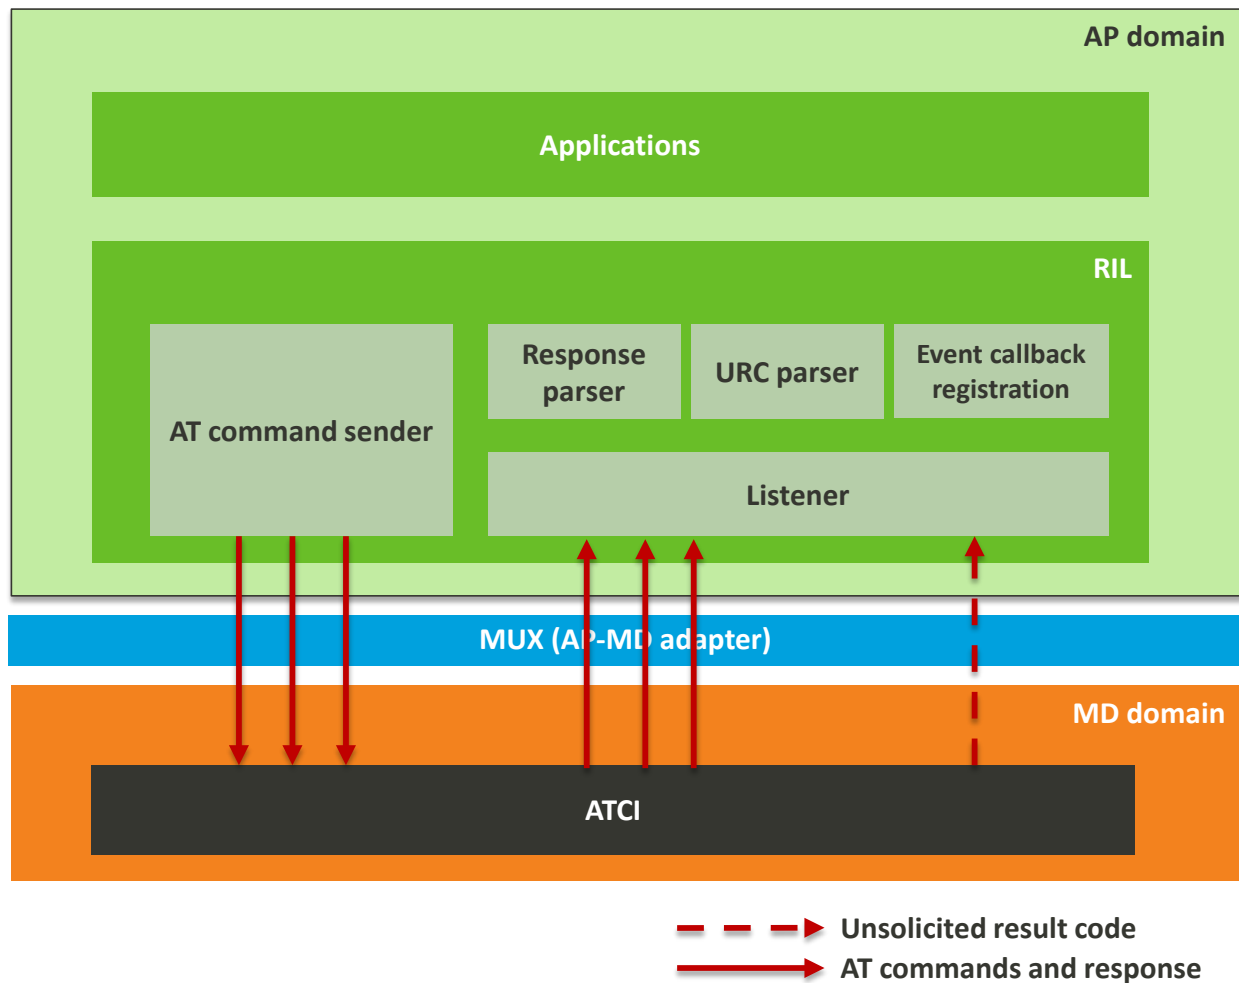 AP domain
Applications
RIL
AT command sender
Response
parser
URC parser
Event callback
registration
Listener
MUX (AP-MD adapter)
MD domain
ATCI
Unsolicited result code
AT commands and response